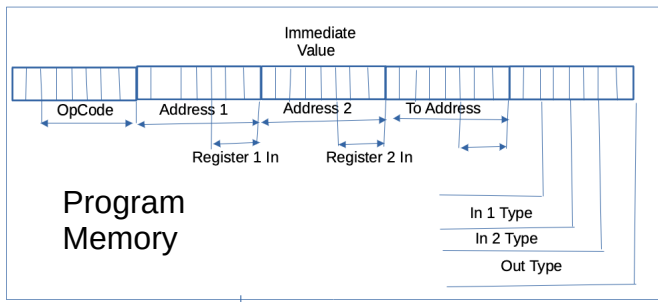 Immediate
Value
OpCode
Address 1
Address 2
To Address
Register 1 In
Register 2 In
Program
Memory
In 1 Type
In 2 Type
Out Type